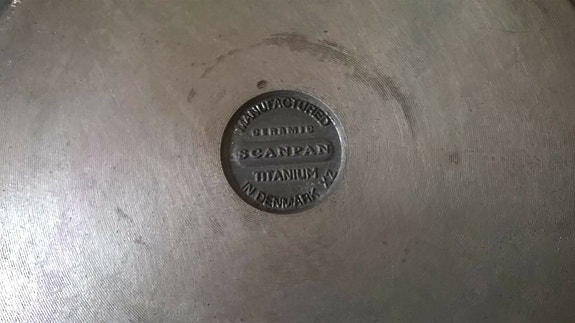 MANUFACTURED
CERAMIC
SCANPAN
TITANIUM
IN DENMARK